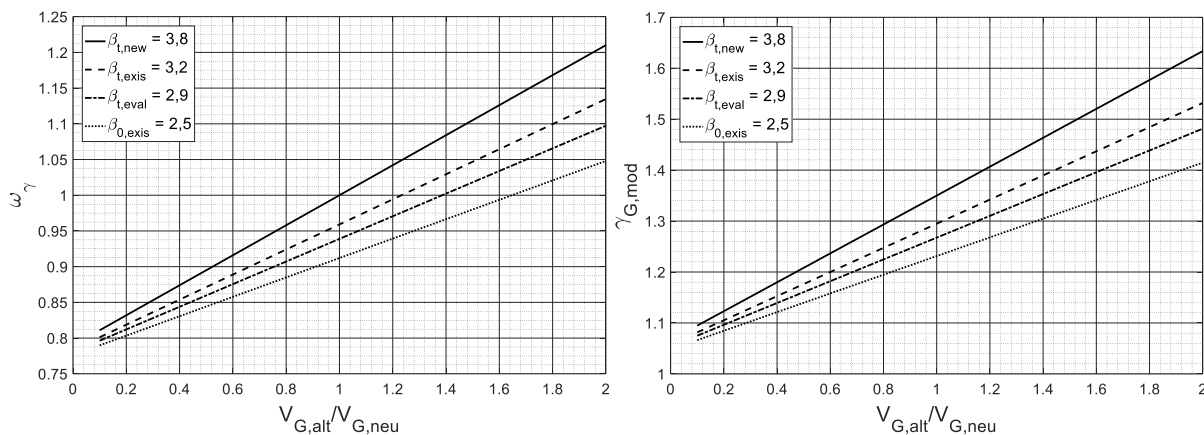 1.25
1.2
1.15
1.1
1.05
1
0.95
0.9
0.85
0.8
0.75
ω_γ
β_t,new = 3,8
β_t,exis = 3,2
β_t,eval = 2,9
β_0,exis = 2,5
0 0.2 0.4 0.6 0.8 1 1.2 1.4 1.6 1.8 2
V_G,alt/V_G,neu
1.7
1.6
1.5
1.4
1.3
1.2
1.1
1
γ_G,mod
β_t,new = 3,8
β_t,exis = 3,2
β_t,eval = 2,9
β_0,exis = 2,5
0 0.2 0.4 0.6 0.8 1 1.2 1.4 1.6 1.8 2
V_G,alt/V_G,neu